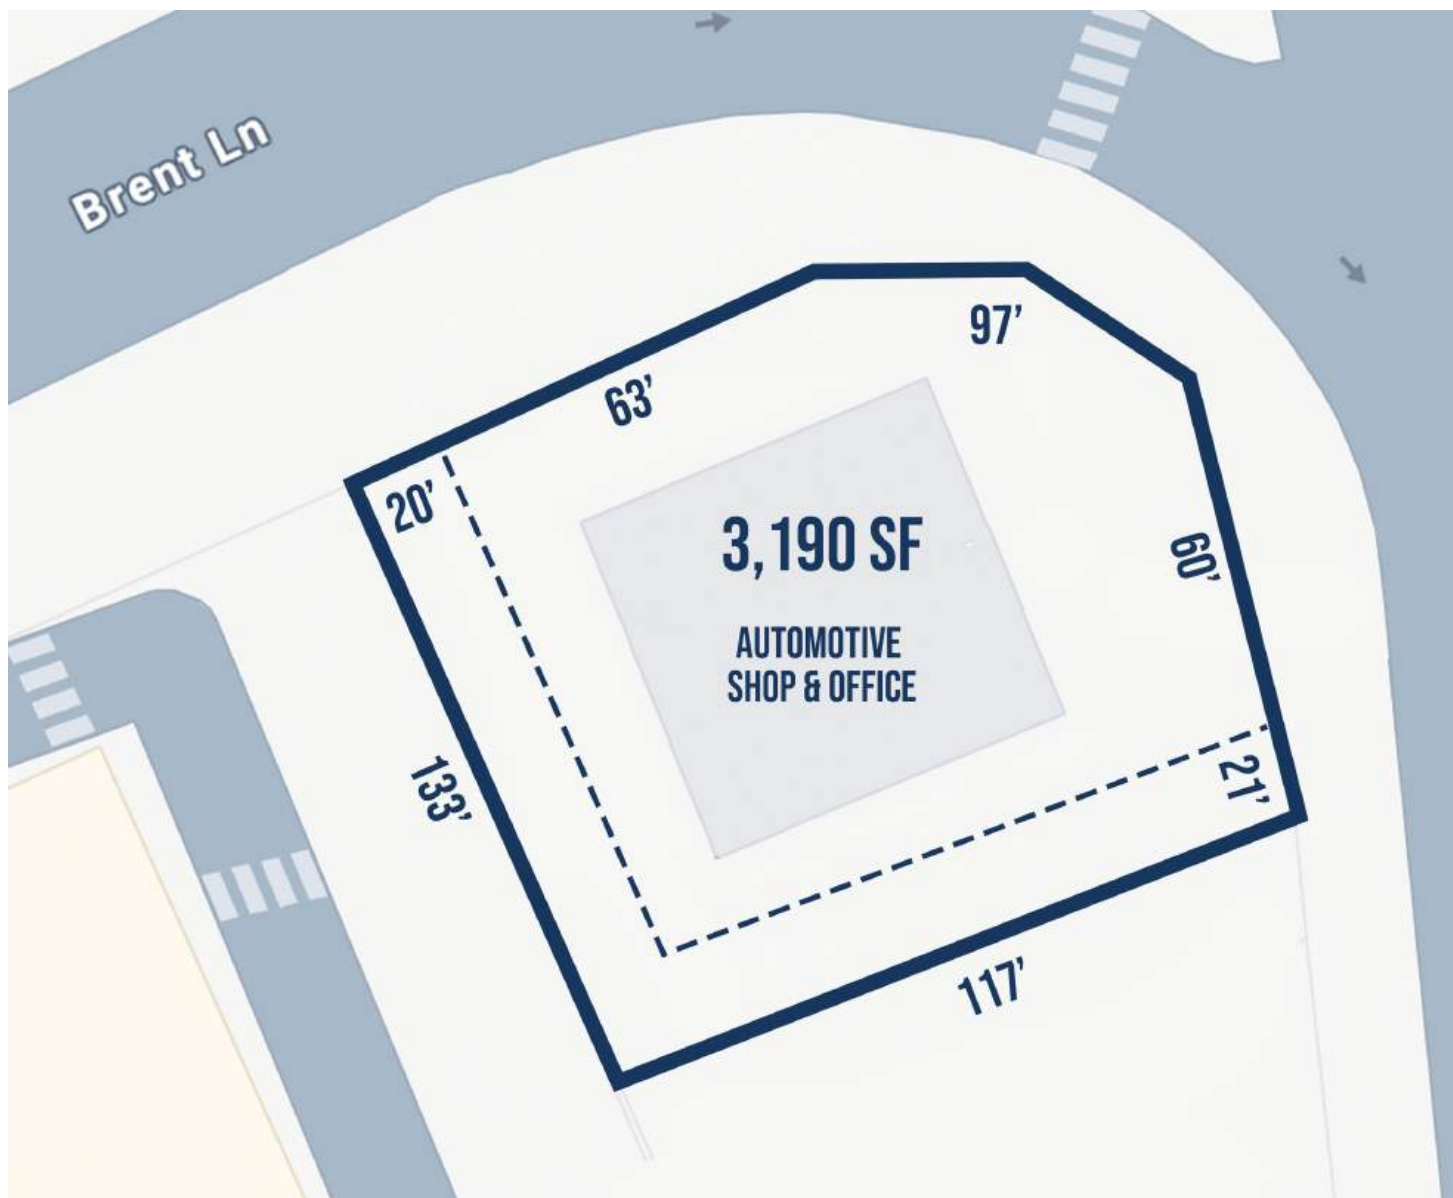 Brent Ln
97’
63’
20’
3,190 SF
60’
AUTOMOTIVE
SHOP & OFFICE
133’
21’
117’